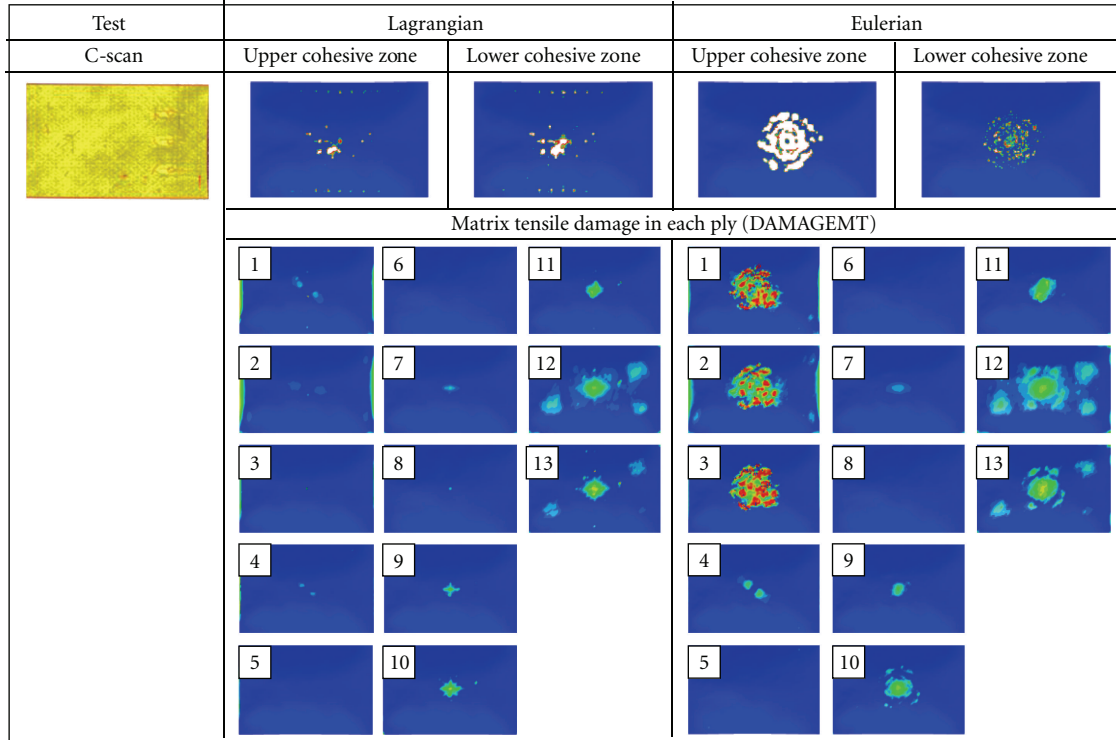 Test Lagrangian Eulerian
C-scan Upper cohesive zone Lower cohesive zone Upper cohesive zone Lower cohesive zone
Matrix tensile damage in each ply (DAMAGEMT)
1 6 11 1 6 11
2 7 12 2 7 12
3 8 13 3 8 13
4 9 4 9
5 10 5 10